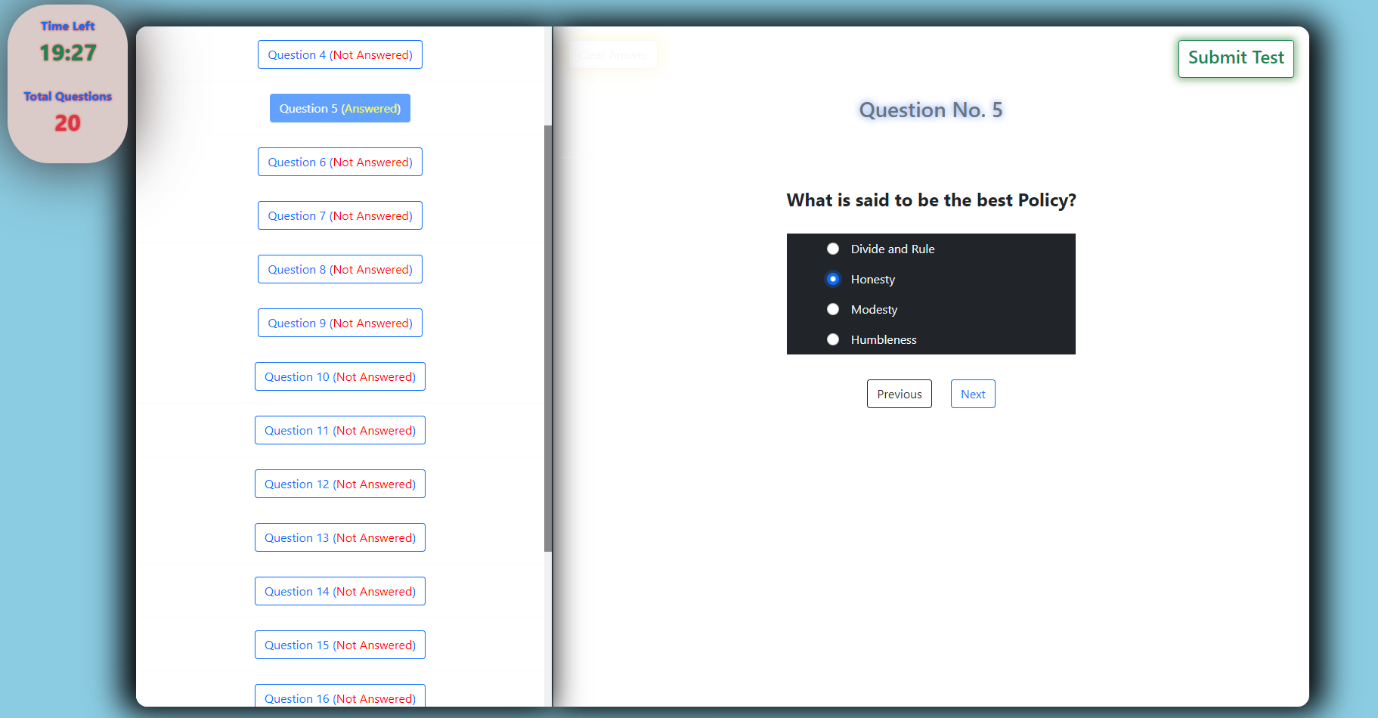 Time Left
19:27
Total Questions
20
Question 4 (Not Answered)
Question 5 (Answered)
Question 6 (Not Answered)
Question 7 (Not Answered)
Question 8 (Not Answered)
Question 9 (Not Answered)
Question 10 (Not Answered)
Question 11 (Not Answered)
Question 12 (Not Answered)
Question 13 (Not Answered)
Question 14 (Not Answered)
Question 15 (Not Answered)
Question 16 (Not Answered)
Submit Test
Question No. 5
What is said to be the best Policy?
Divide and Rule
Honesty
Modesty
Humbleness
Previous
Next